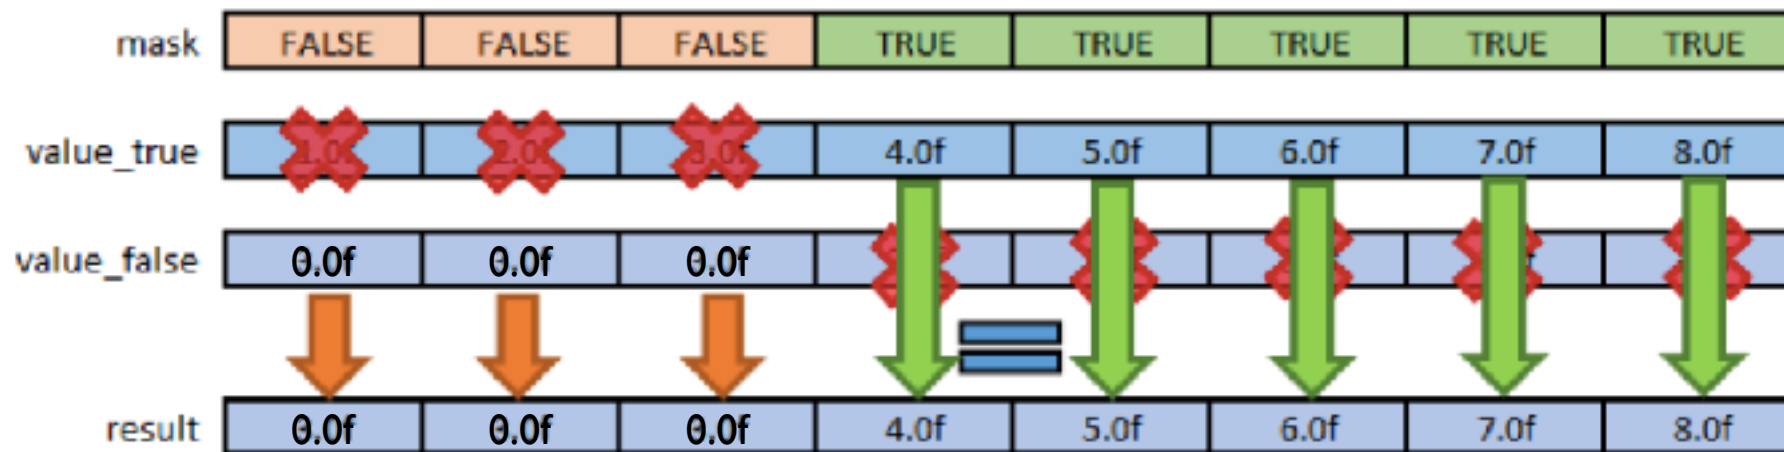 mask FALSE FALSE FALSE TRUE TRUE TRUE TRUE TRUE
value_true 4.0f 5.0f 6.0f 7.0f 8.0f
value_false 0.0f 0.0f 0.0f
result 0.0f 0.0f 0.0f 4.0f 5.0f 6.0f 7.0f 8.0f